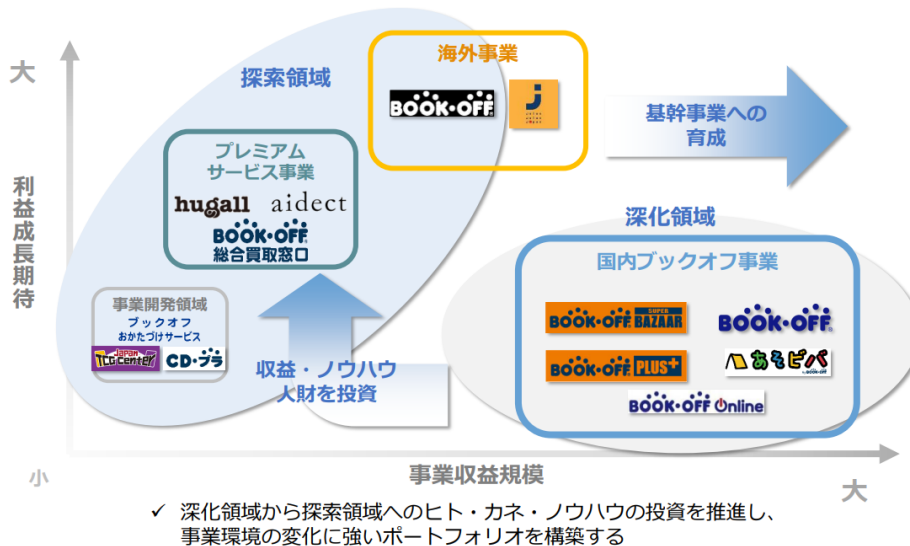 大
利益成長期待
小
探索領域
海外事業
BOOK・OFF
J
基幹事業への
育成
プレミアム
サービス事業
hugall aidect
BOOK・OFF
総合買取窓口
事業開発領域
ブックオフ
おかたづけサービス
Japan
TCG Center
CD・プラ
収益・ノウハウ
人財を投資
深化領域
国内ブックオフ事業
BOOK・OFF SUPER BAZAAR
BOOK・OFF
BOOK・OFF PLUS+
あそビバ
by BOOK-OFF
BOOK・OFF Online
事業収益規模
大
✓ 深化領域から探索領域へのヒト・カネ・ノウハウの投資を推進し、
事業環境の変化に強いポートフォリオを構築する